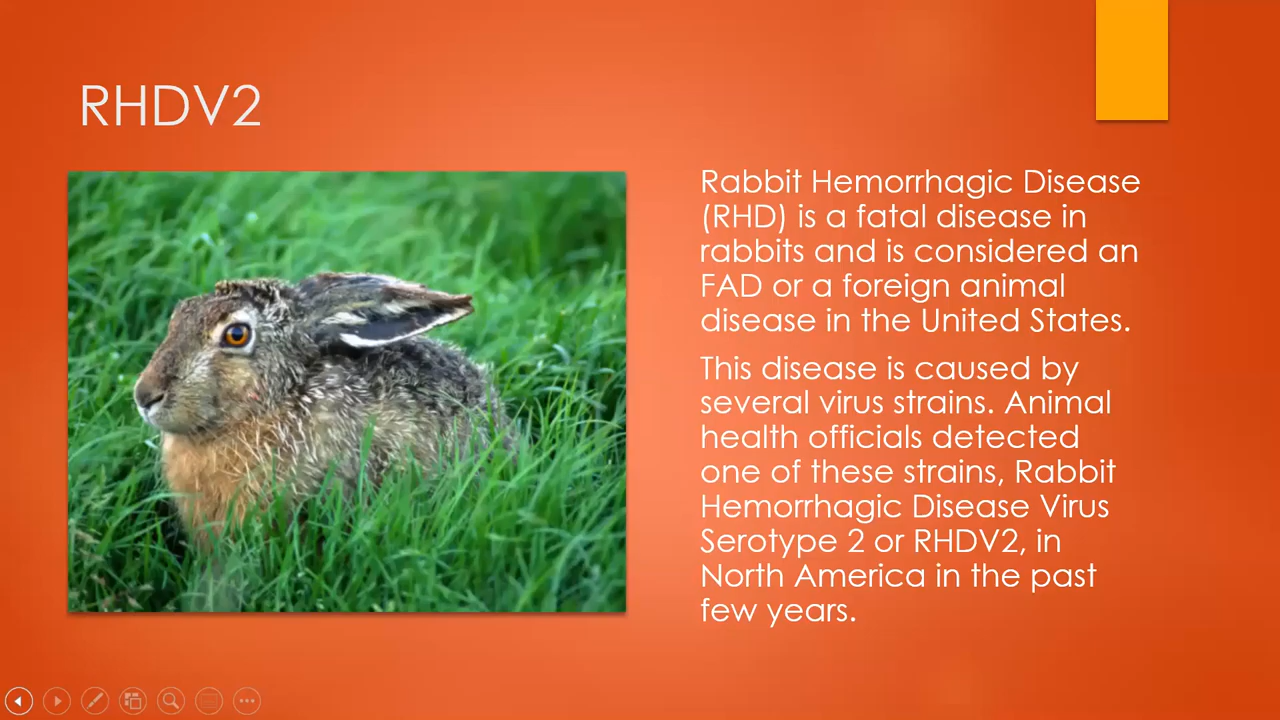 RHDV2
Rabbit Hemorrhagic Disease
(RHD) is a fatal disease in
rabbits and is considered an
FAD or a foreign animal
disease in the United States.
This disease is caused by
several virus strains. Animal
health officials detected
one of these strains, Rabbit
Hemorrhagic Disease Virus
Serotype 2 or RHDV2, in
North America in the past
few years.